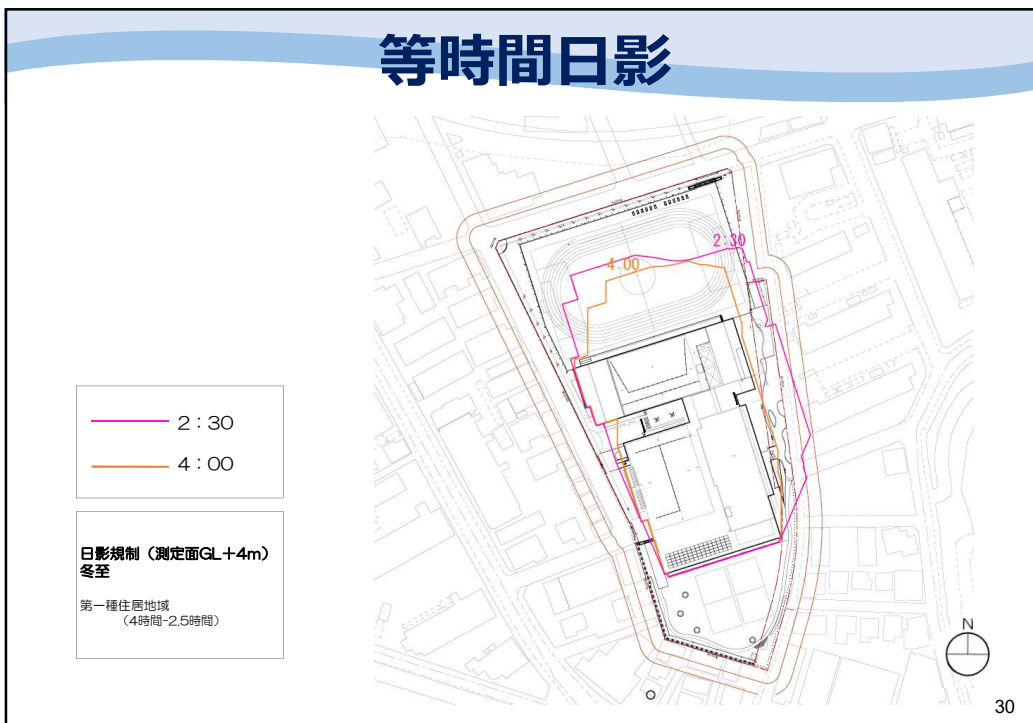 等時間日影
2:30
4:00
2：30
4：00
日影規制（測定面GL＋4m）
冬至
第一種住居地域
（4時間-2.5時間）
N
30